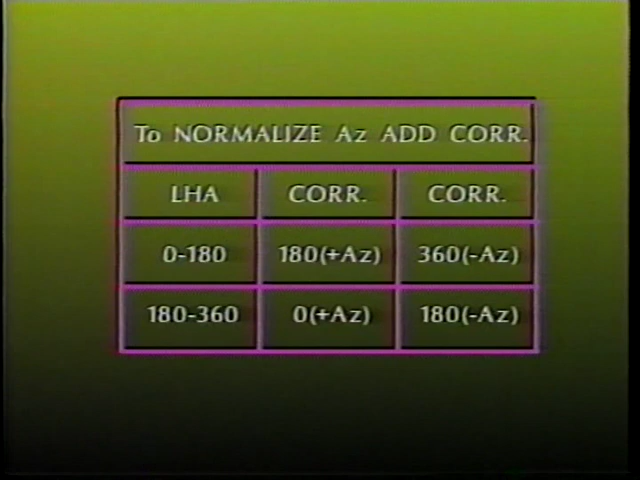 To NORMALIZE Az ADD CORR.
LHA CORR. CORR.
0-180 180(+Az) 360(-Az)
180-360 0(+Az) 180(-Az)